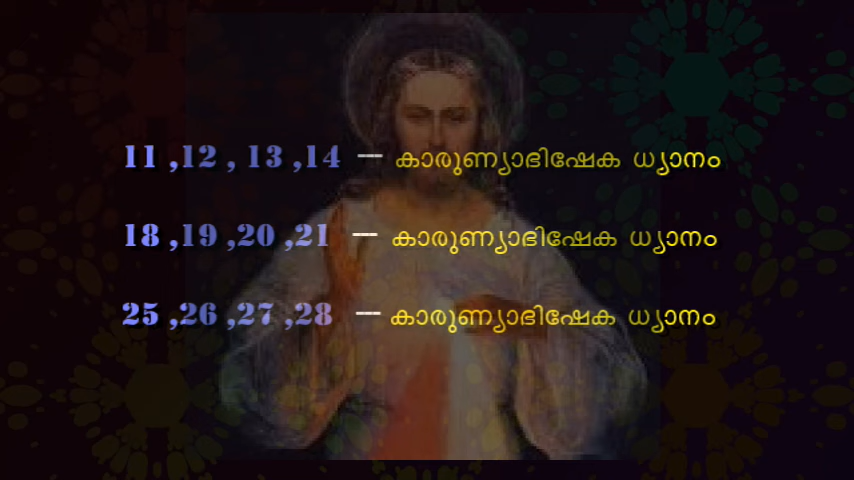 11 ,12 , 13 ,14 — കാരുണ്യാഭിഷേക ധ്യാനം
18 ,19 ,20 ,21 — കാരുണ്യാഭിഷേക ധ്യാനം
25 ,26 ,27 ,28 — കാരുണ്യാഭിഷേക ധ്യാനം